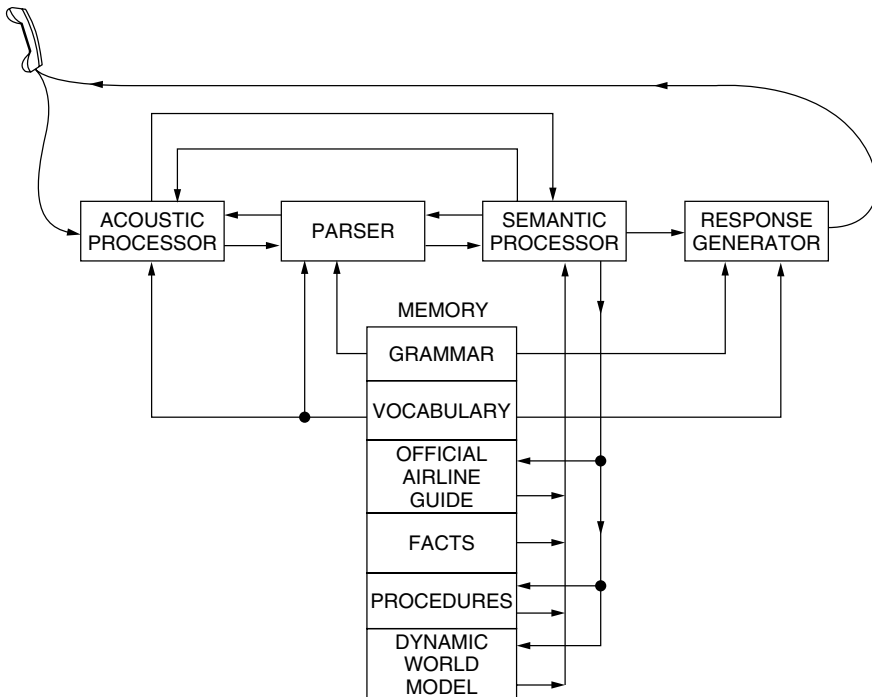 ACOUSTIC
PROCESSOR
PARSER
SEMANTIC
PROCESSOR
RESPONSE
GENERATOR
MEMORY
GRAMMAR
VOCABULARY
OFFICIAL
AIRLINE
GUIDE
FACTS
PROCEDURES
DYNAMIC
WORLD
MODEL